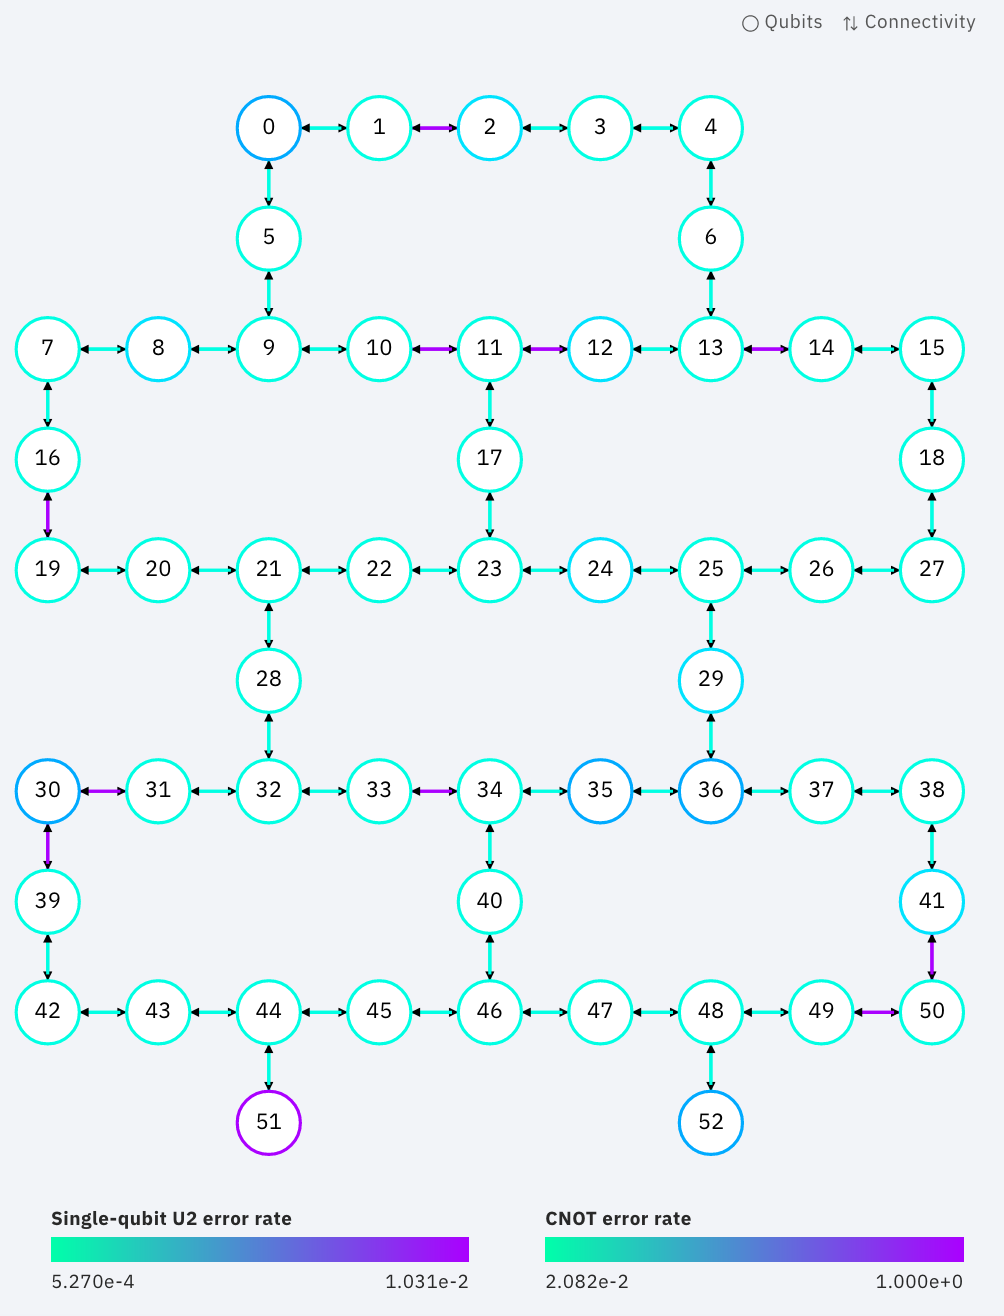 Qubits Connectivity
0 1 2 3 4
5 6
7 8 9 10 11 12 13 14 15
16 17 18
19 20 21 22 23 24 25 26 27
28 29
30 31 32 33 34 35 36 37 38
39 40 41
42 43 44 45 46 47 48 49 50
51 52
Single-qubit U2 error rate CNOT error rate
5.270e-4 1.031e-2 2.082e-2 1.000e+0